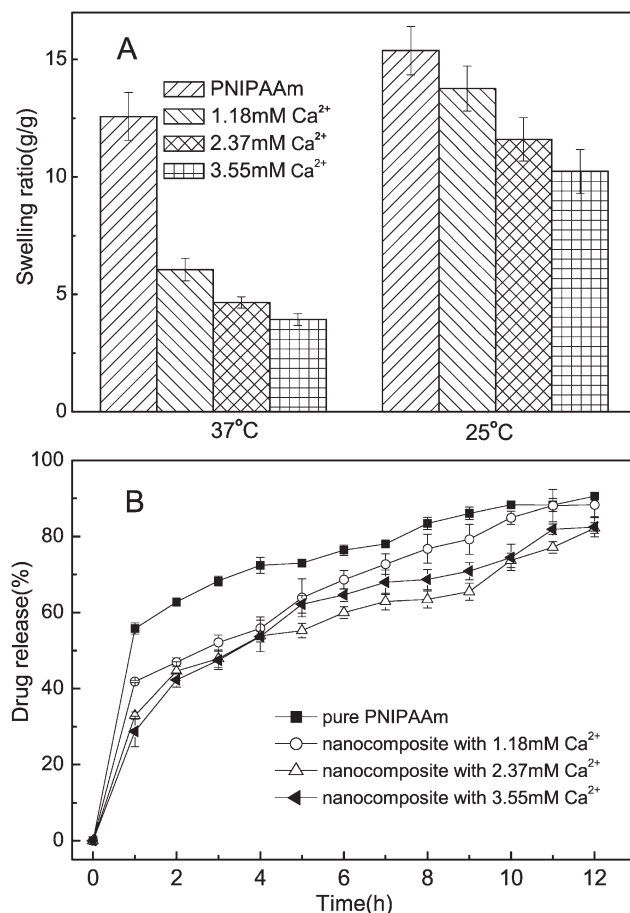 A
Swelling ratio(g/g)
15
10
5
0
PNIPAAm
1.18mM Ca²⁺
2.37mM Ca²⁺
3.55mM Ca²⁺
37°C 25°C
B
Drug release(%)
100
80
60
40
20
0
pure PNIPAAm
nanocomposite with 1.18mM Ca²⁺
nanocomposite with 2.37mM Ca²⁺
nanocomposite with 3.55mM Ca²⁺
0 2 4 6 8 10 12
Time(h)